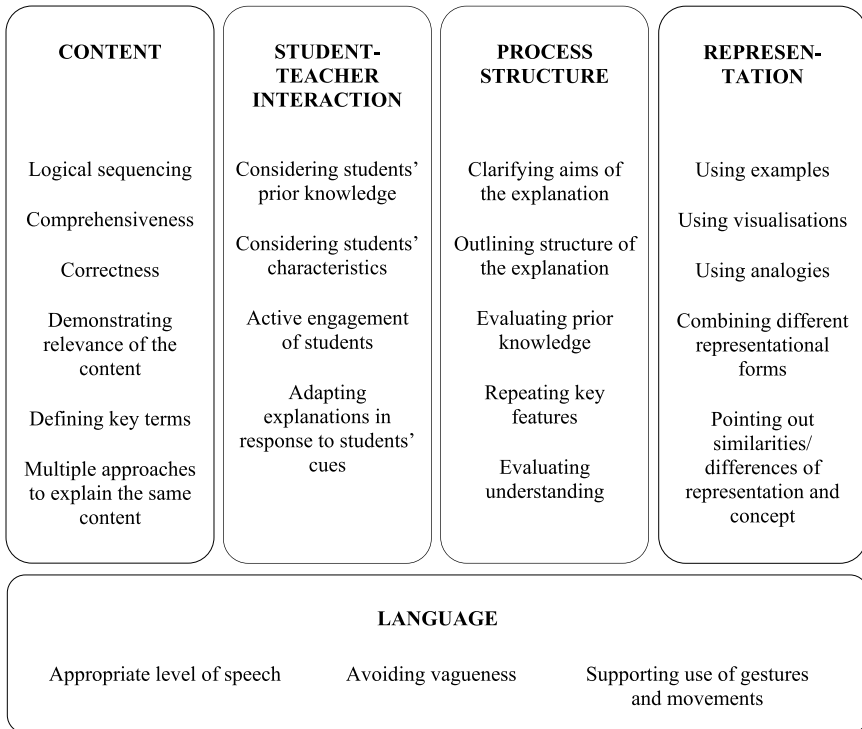 CONTENT
Logical sequencing
Comprehensiveness
Correctness
Demonstrating
relevance of the
content
Defining key terms
Multiple approaches
to explain the same
content
STUDENT-
TEACHER
INTERACTION
Considering students’
prior knowledge
Considering students’
characteristics
Active engagement
of students
Adapting
explanations in
response to students’
cues
PROCESS
STRUCTURE
Clarifying aims of
the explanation
Outlining structure of
the explanation
Evaluating prior
knowledge
Repeating key
features
Evaluating
understanding
REPRESEN-
TATION
Using examples
Using visualisations
Using analogies
Combining different
representational
forms
Pointing out
similarities/
differences of
representation and
concept
LANGUAGE
Appropriate level of speech
Avoiding vagueness
Supporting use of gestures
and movements